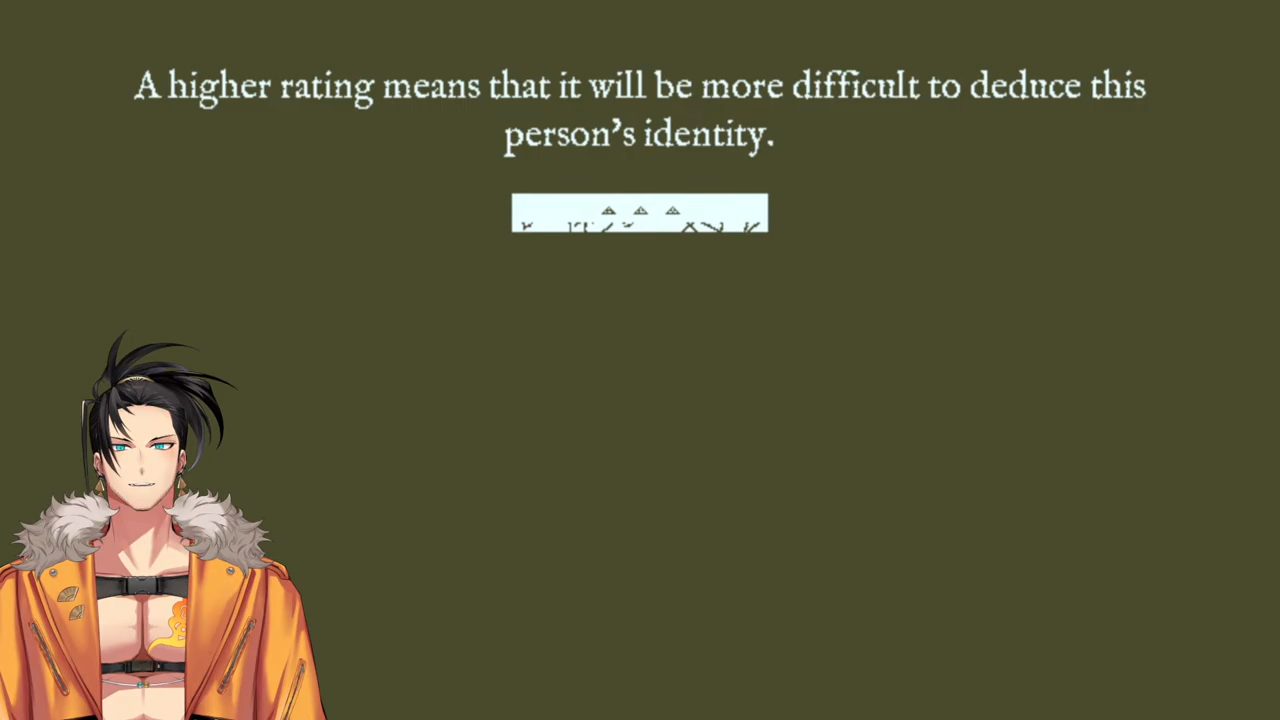 A higher rating means that it will be more difficult to deduce this
person’s identity.